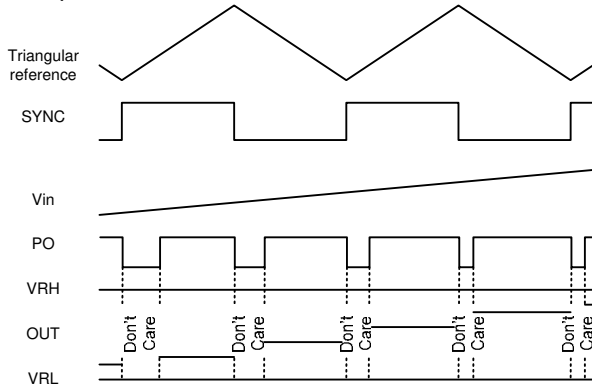 Triangular
reference
SYNC
Vin
PO
VRH
OUT
VRL
Don't
Care
Don't
Care
Don't
Care
Don't
Care
Don't
Care